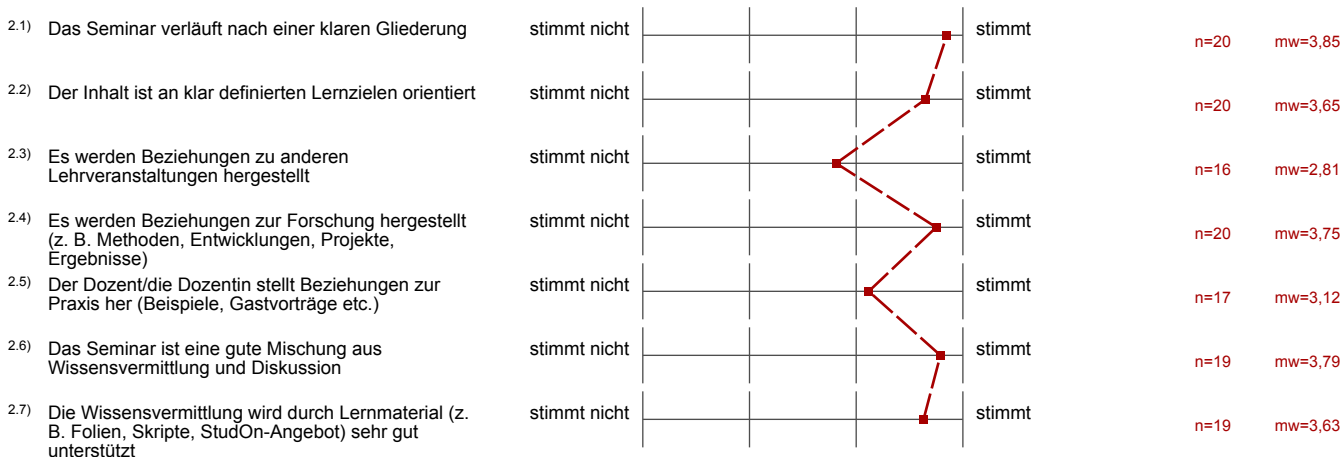 2.1) Das Seminar verläuft nach einer klaren Gliederung stimmt nicht stimmt n=20 mw=3,85
2.2) Der Inhalt ist an klar definierten Lernzielen orientiert stimmt nicht stimmt n=20 mw=3,65
2.3) Es werden Beziehungen zu anderen stimmt nicht stimmt n=16 mw=2,81
Lehrveranstaltungen hergestellt
2.4) Es werden Beziehungen zur Forschung hergestellt stimmt nicht stimmt n=20 mw=3,75
(z. B. Methoden, Entwicklungen, Projekte,
Ergebnisse)
2.5) Der Dozent/die Dozentin stellt Beziehungen zur stimmt nicht stimmt n=17 mw=3,12
Praxis her (Beispiele, Gastvorträge etc.)
2.6) Das Seminar ist eine gute Mischung aus stimmt nicht stimmt n=19 mw=3,79
Wissensvermittlung und Diskussion
2.7) Die Wissensvermittlung wird durch Lernmaterial (z. stimmt nicht stimmt n=19 mw=3,63
B. Folien, Skripte, StudOn-Angebot) sehr gut
unterstützt